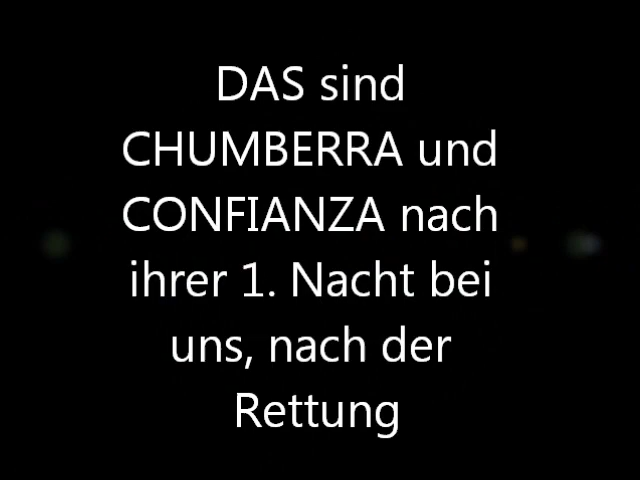 DAS sind
CHUMBERRA und
CONFIANZA nach
ihrer 1. Nacht bei
uns, nach der
Rettung